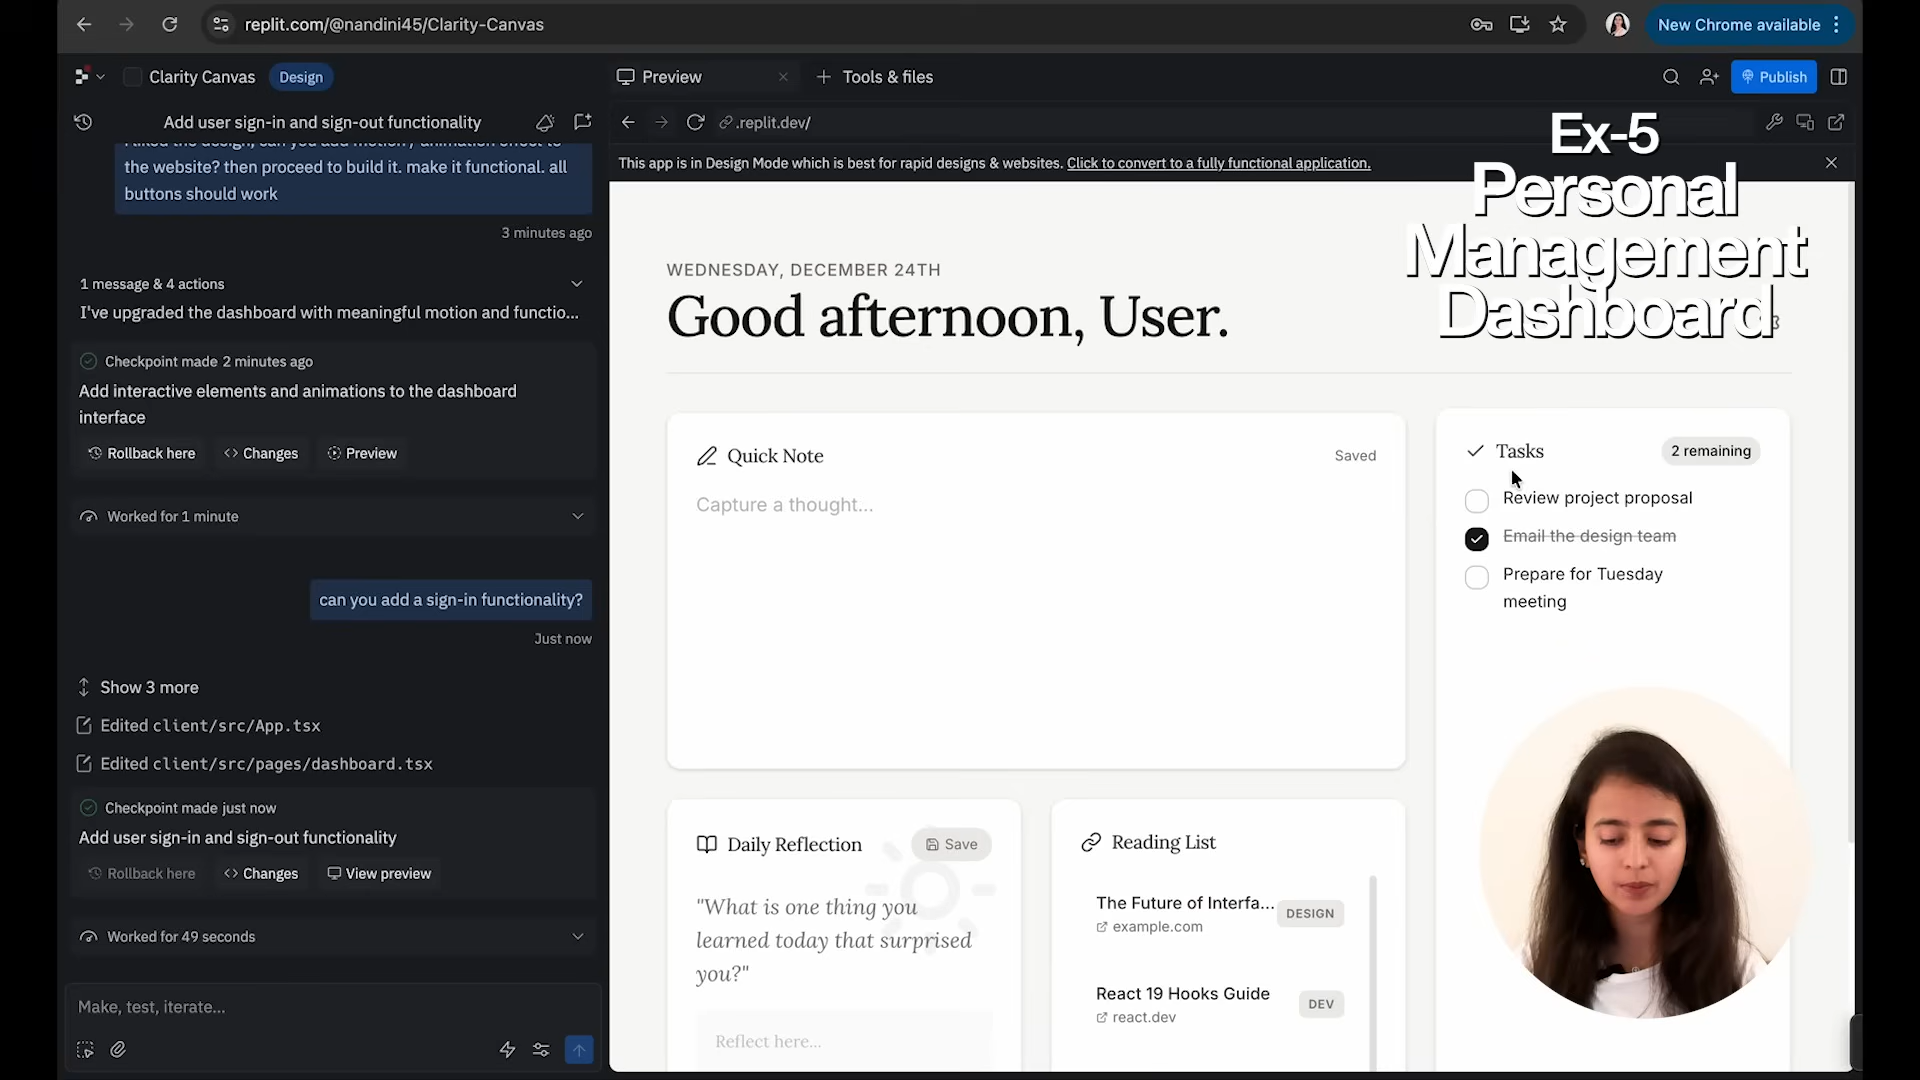 replit.com/@nandini45/Clarity-Canvas
New Chrome available
Clarity Canvas
Design
Preview
Tools & files
Publish
Add user sign-in and sign-out functionality
.replit.dev/
the website? then proceed to build it. make it functional. all
buttons should work
3 minutes ago
This app is in Design Mode which is best for rapid designs & websites. Click to convert to a fully functional application.
Ex-5
Personal
Management
Dashboard
1 message & 4 actions
I've upgraded the dashboard with meaningful motion and functio...
Checkpoint made 2 minutes ago
Add interactive elements and animations to the dashboard
interface
Rollback here
Changes
Preview
Worked for 1 minute
can you add a sign-in functionality?
Just now
Show 3 more
Edited client/src/App.tsx
Edited client/src/pages/dashboard.tsx
Checkpoint made just now
Add user sign-in and sign-out functionality
Rollback here
Changes
View preview
Worked for 49 seconds
Make, test, iterate...
WEDNESDAY, DECEMBER 24TH
Good afternoon, User.
Quick Note
Saved
Capture a thought...
Tasks
2 remaining
Review project proposal
Email the design team
Prepare for Tuesday
meeting
Daily Reflection
Save
"What is one thing you
learned today that surprised
you?"
Reflect here...
Reading List
The Future of Interfa...
DESIGN
example.com
React 19 Hooks Guide
DEV
react.dev